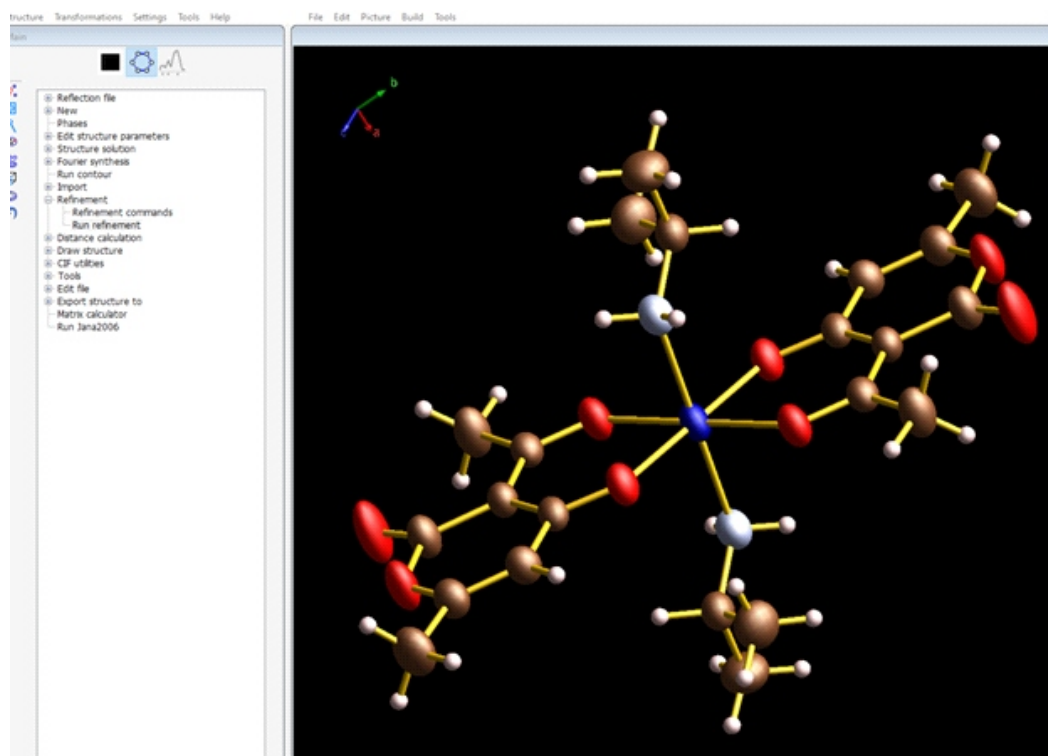 tructure Transformations Settings Tools Help
File Edit Picture Build Tools
Reflection file
New
Phases
Edit structure parameters
Structure solution
Fourier synthesis
Run contour
Import
Refinement
Refinement commands
Run refinement
Distance calculation
Draw structure
CIF utilities
Tools
Edit file
Export structure to
Matrix calculator
Run Jana2006
b
c
a